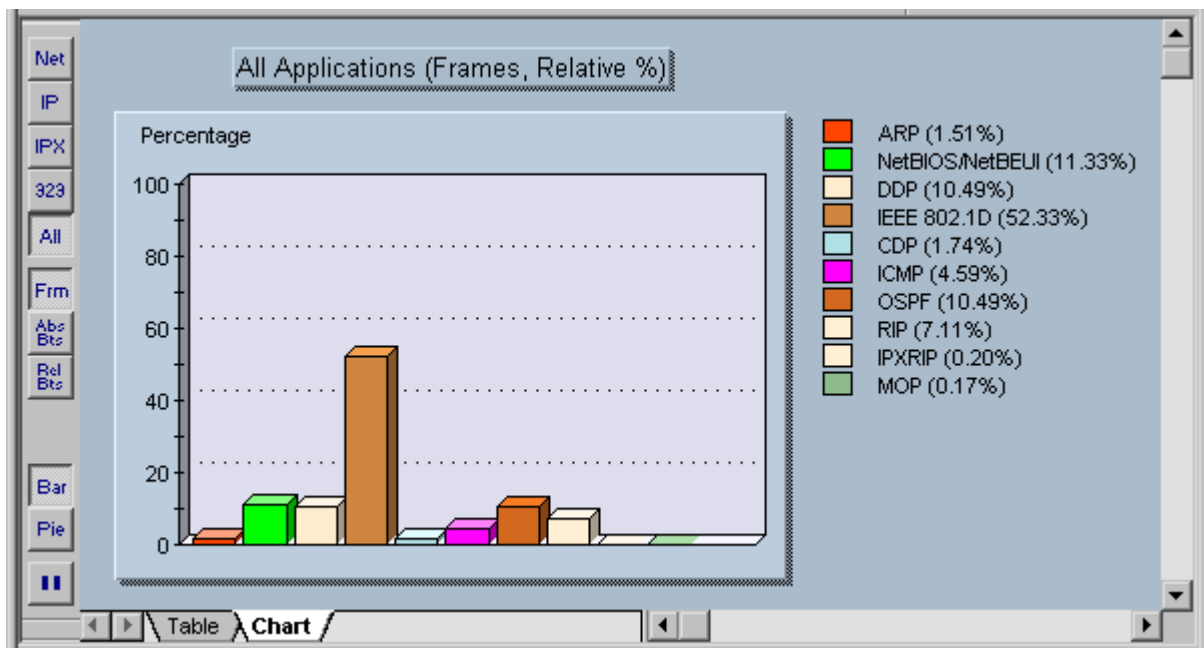 Net
IP
IPX
323
All
Frm
Abs
Bts
Rel
Bts
Bar
Pie
All Applications (Frames, Relative %)
Percentage
100
80
60
40
20
0
ARP (1.51%)
NetBIOS/NetBEUI (11.33%)
DDP (10.49%)
IEEE 802.1D (52.33%)
CDP (1.74%)
ICMP (4.59%)
OSPF (10.49%)
RIP (7.11%)
IPXRIP (0.20%)
MOP (0.17%)
Table Chart